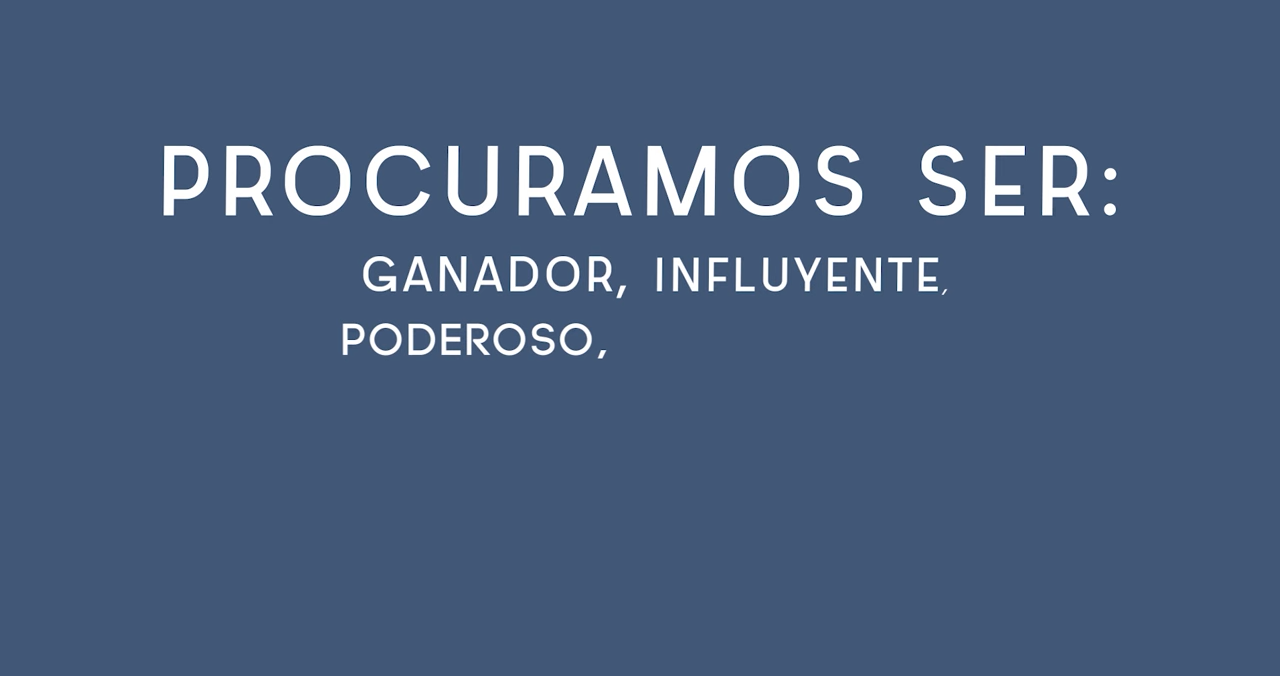 PROCURAMOS SER:
GANADOR, INFLUYENTE,
PODEROSO,